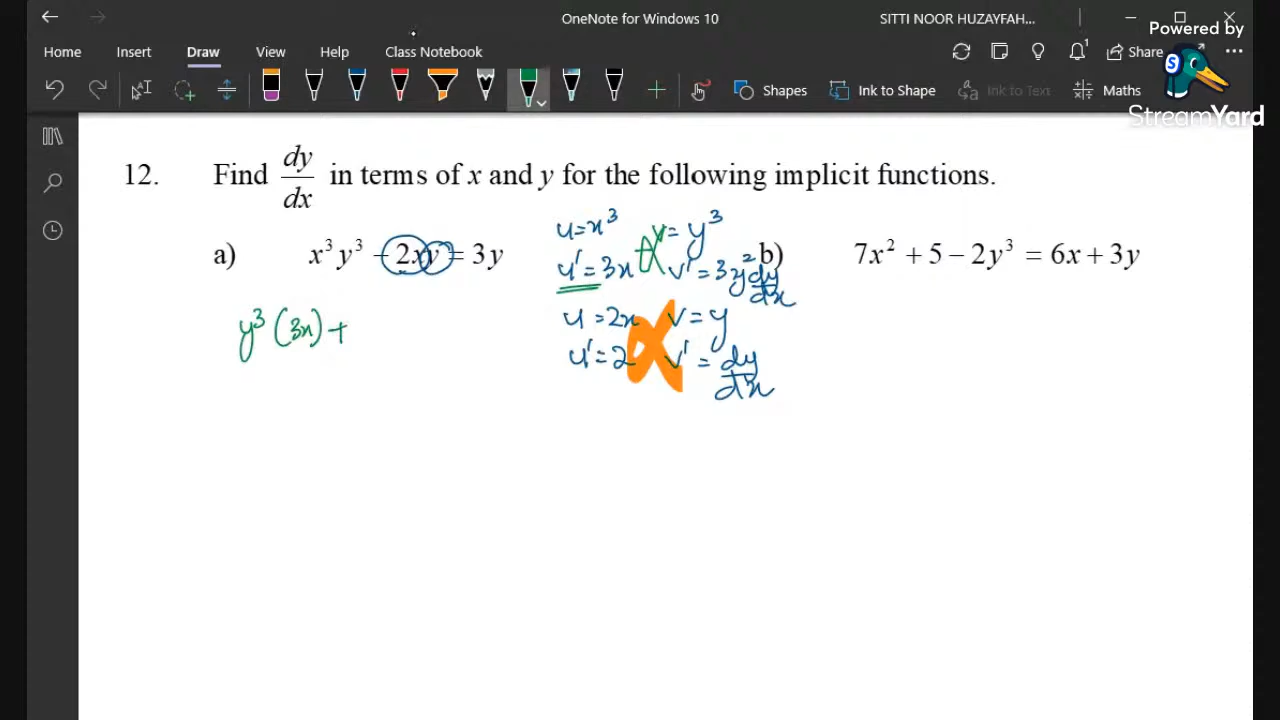 OneNote for Windows 10
SITTI NOOR HUZAYFAH...
Powered by
Home Insert Draw View Help Class Notebook
1
Share
Shapes Ink to Shape Ink to Text Maths
StreamYard
12. Find dy/dx in terms of x and y for the following implicit functions.
a) x³y³ − 2xy = 3y
u = x³ v = y³
u' = 3x v' = 3y² dy/dx
u = 2x v = y
u' = 2 v' = dy/dx
y³ (3x) +
b) 7x² + 5 − 2y³ = 6x + 3y